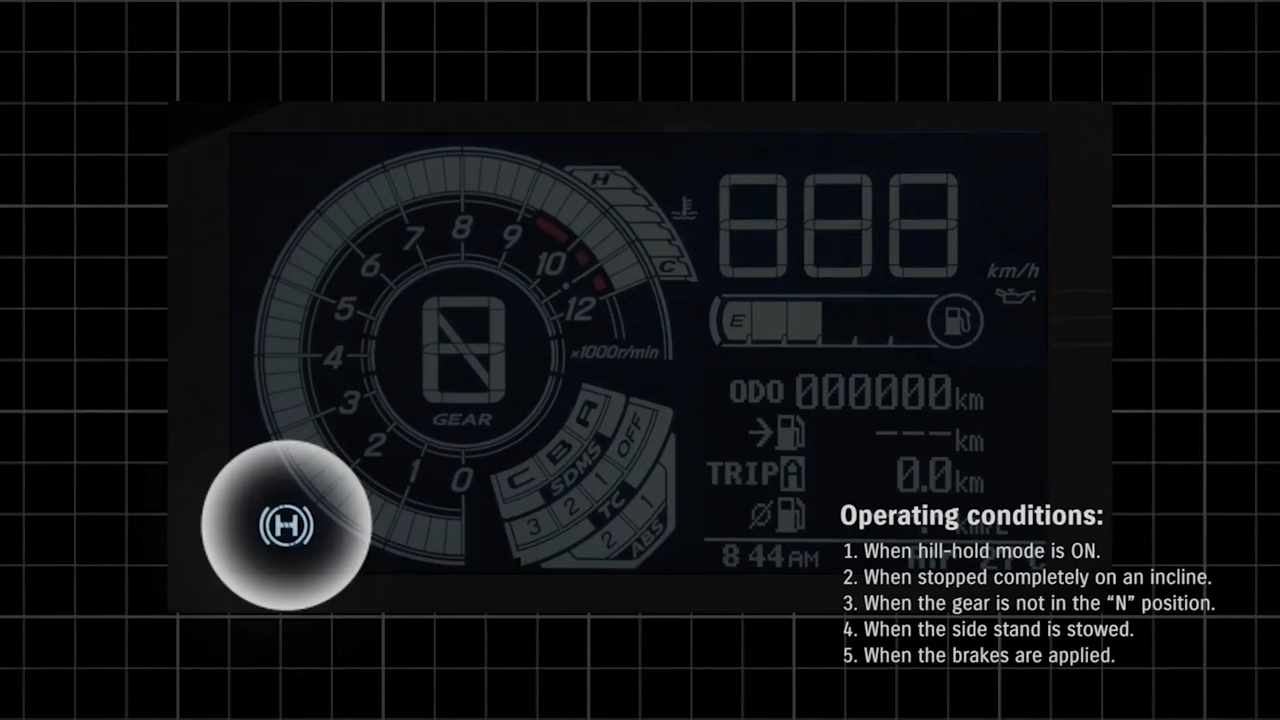 H
8
7
9
6
10
C
5
12
888
km/h
E
4
×1000r/min
N
3
GEAR
ODO 000000km
2
A
OFF
---km
B
SDMS
1
0
C
1
TRIP A 0.0km
3
2
TC
1
2
ABS
H
8:44AM
Operating conditions:
1. When hill-hold mode is ON.
2. When stopped completely on an incline.
3. When the gear is not in the “N” position.
4. When the side stand is stowed.
5. When the brakes are applied.